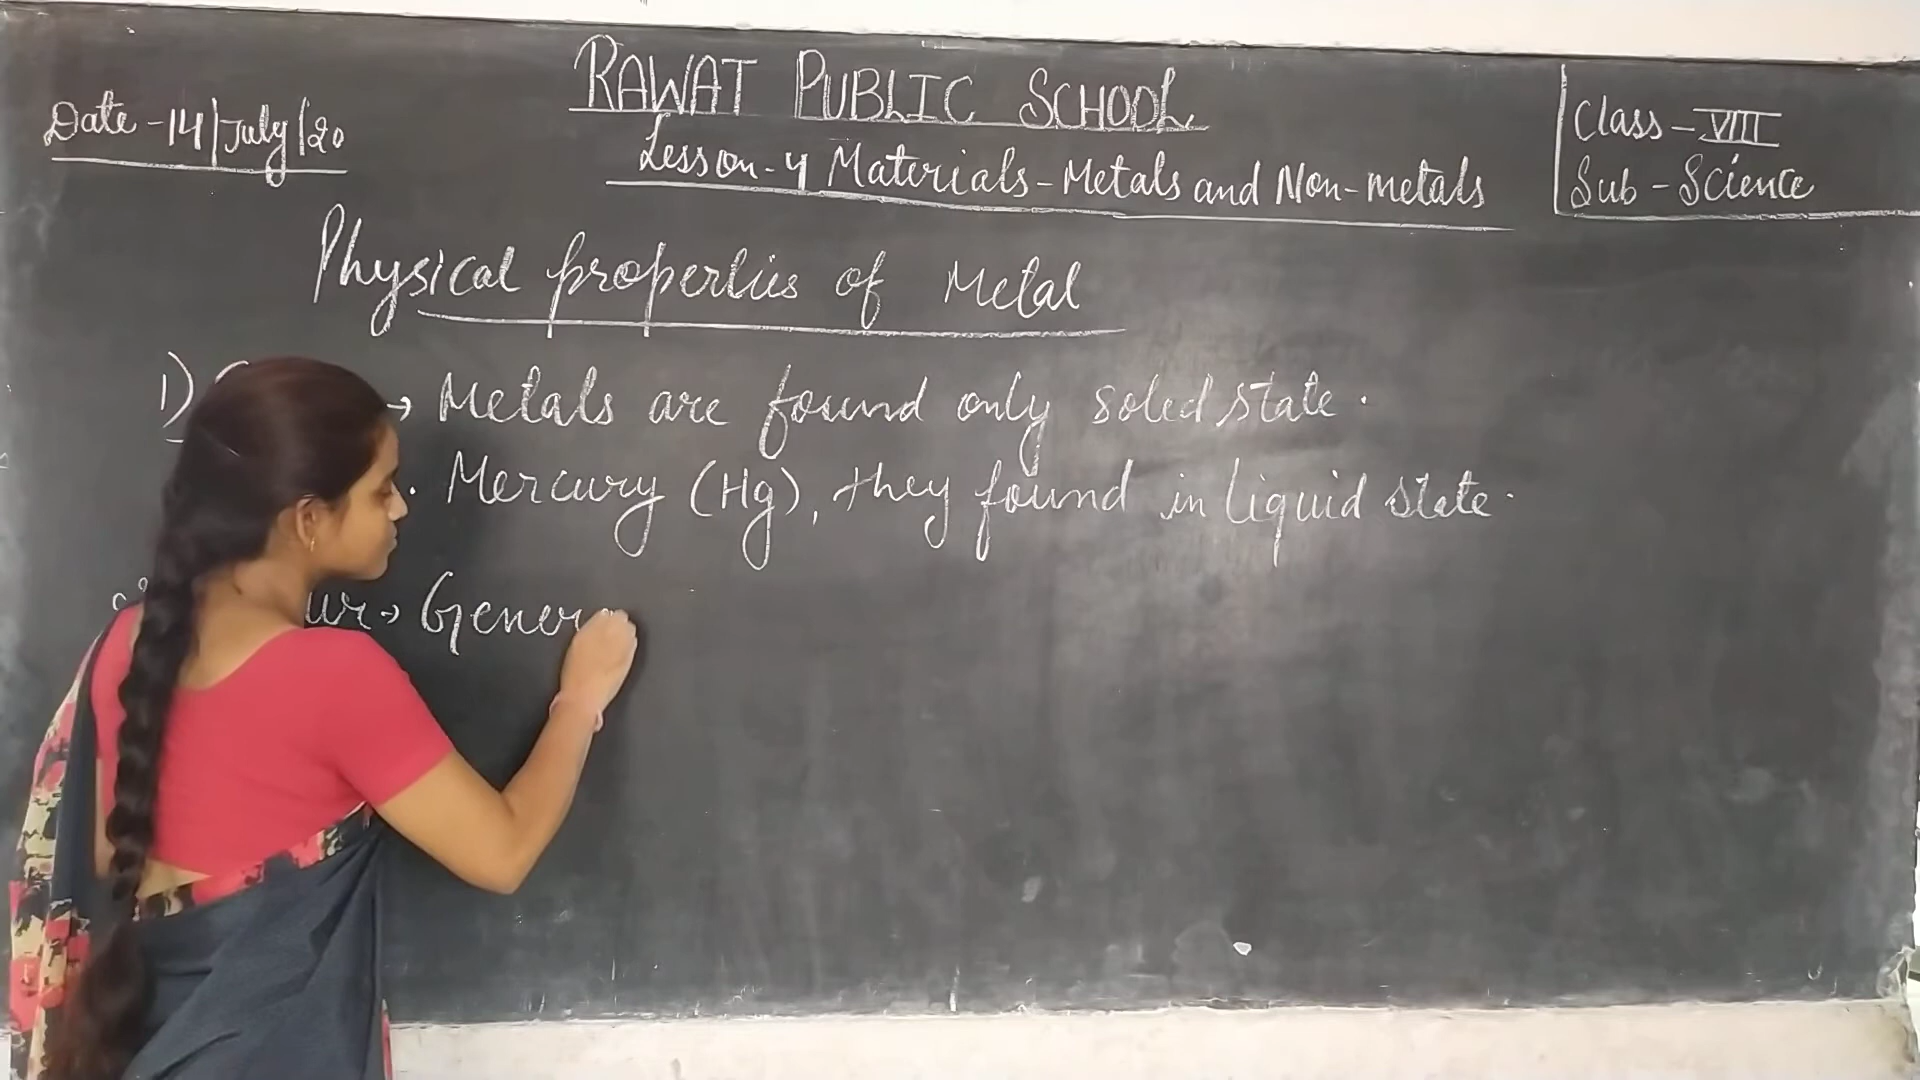 RAWAT PUBLIC SCHOOL
Date - 14/July/20
Class - VIII
Sub - Science
Lesson-4 Materials-Metals and Non-metals
Physical properties of Metal
1) → Metals are found only soled state.
Mercury (Hg), they found in liquid state.
→ Gener